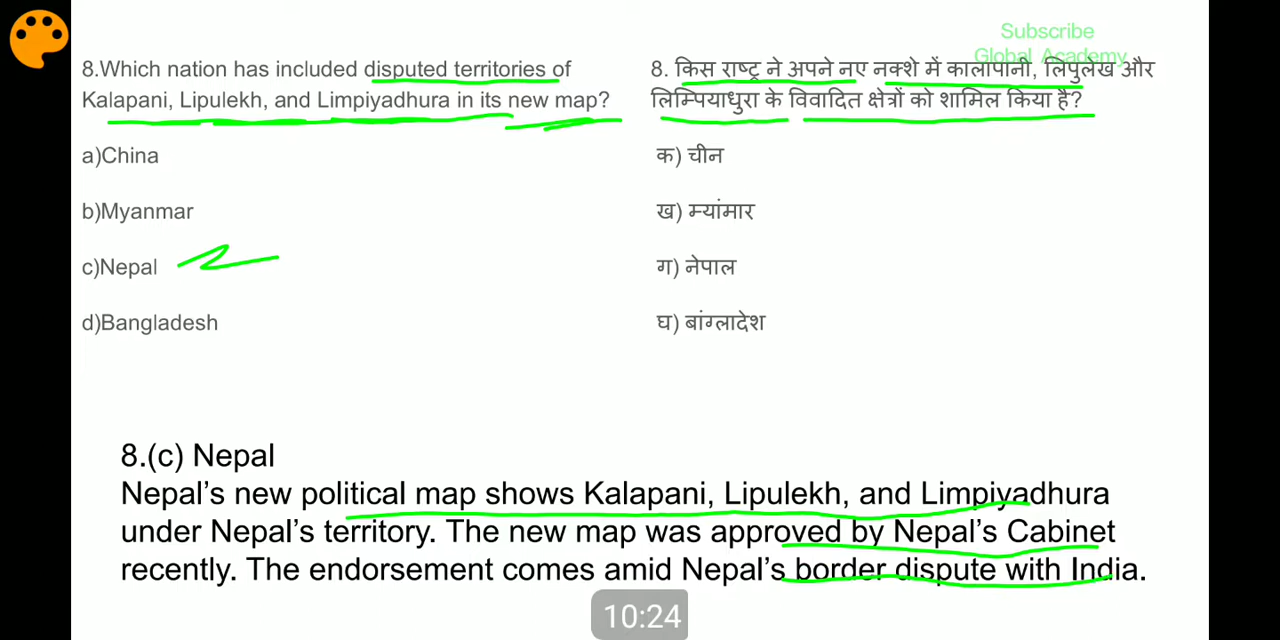 Subscribe
Global Academy
8.Which nation has included disputed territories of
Kalapani, Lipulekh, and Limpiyadhura in its new map?
a)China
b)Myanmar
c)Nepal
d)Bangladesh
8. किस राष्ट्र ने अपने नए नक्शे में कालापानी, लिपुलेख और
लिम्पियाधुरा के विवादित क्षेत्रों को शामिल किया है?
क) चीन
ख) म्यांमार
ग) नेपाल
घ) बांग्लादेश
8.(c) Nepal
Nepal’s new political map shows Kalapani, Lipulekh, and Limpiyadhura
under Nepal’s territory. The new map was approved by Nepal’s Cabinet
recently. The endorsement comes amid Nepal’s border dispute with India.
10:24